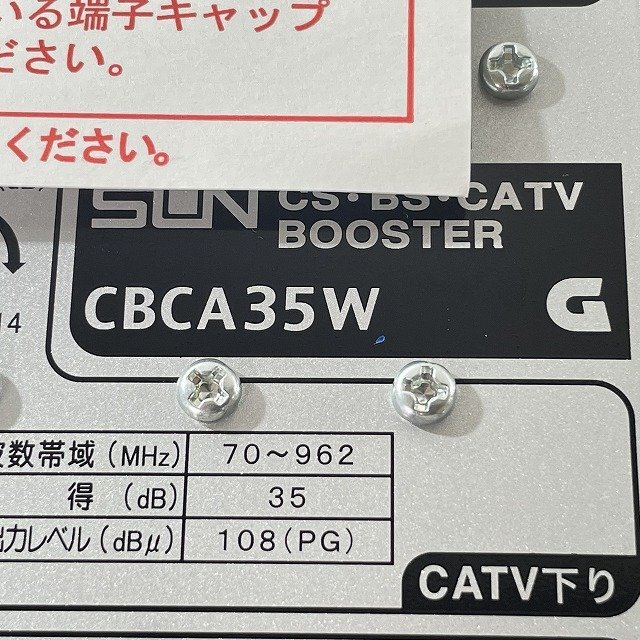 いる端子キャップ
ださい。
ください。
SUN CS・BS・CATV
BOOSTER
CBCA35W G
14
数帯域(MHz) 70～962
得 (dB) 35
出力レベル(dBμ) 108(PG)
CATV下り